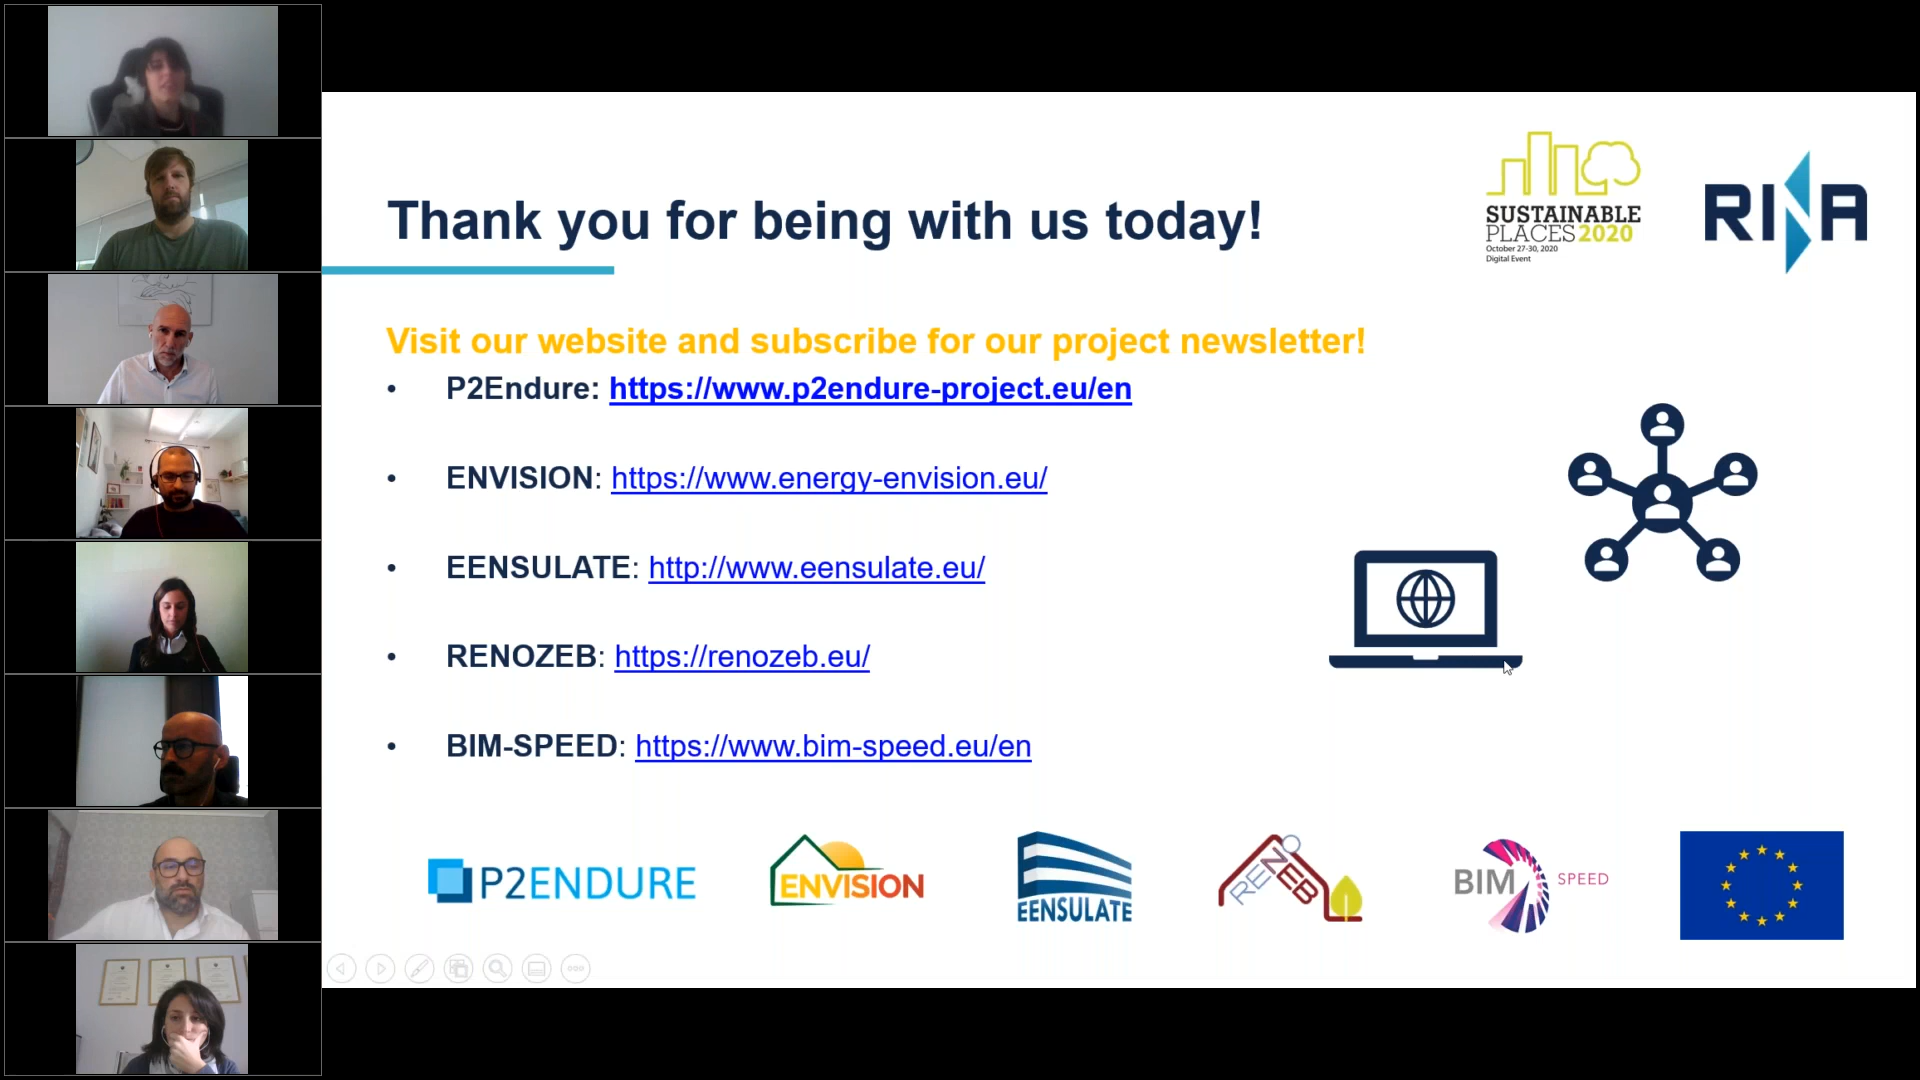 SUSTAINABLE
PLACES 2020
October 27-30, 2020
Digital Event
RINA
Thank you for being with us today!
Visit our website and subscribe for our project newsletter!
• P2Endure: https://www.p2endure-project.eu/en
• ENVISION: https://www.energy-envision.eu/
• EENSULATE: http://www.eensulate.eu/
• RENOZEB: https://renozeb.eu/
• BIM-SPEED: https://www.bim-speed.eu/en
P2ENDURE
ENVISION
EENSULATE
RENOZEB
BIM SPEED